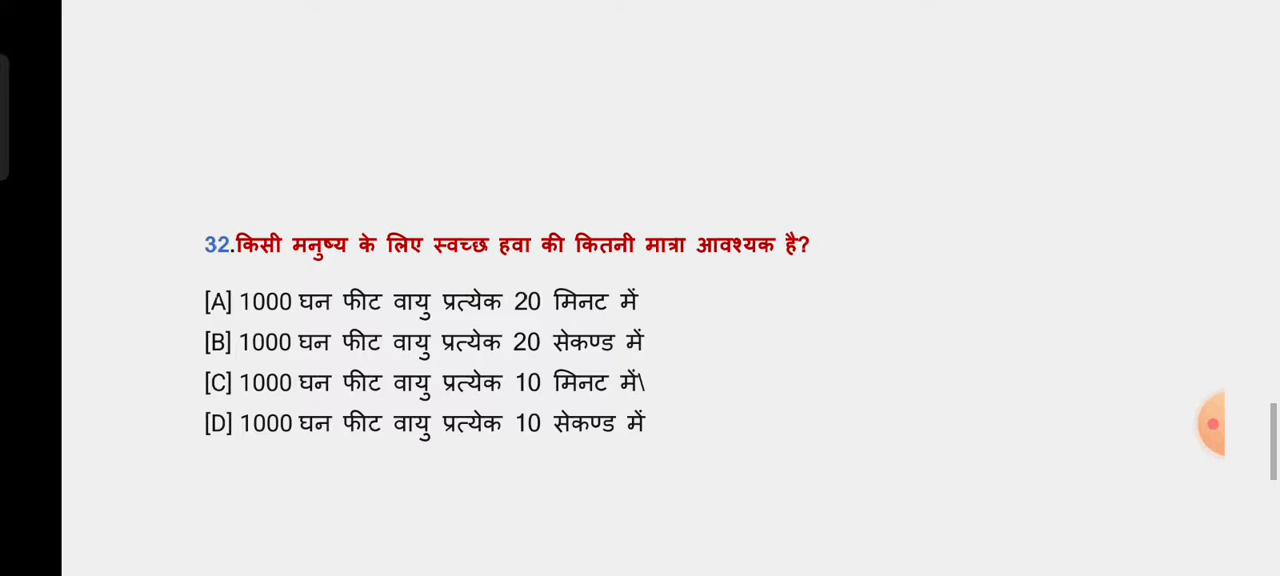 32.किसी मनुष्य के लिए स्वच्छ हवा की कितनी मात्रा आवश्यक है?
[A] 1000 घन फीट वायु प्रत्येक 20 मिनट में
[B] 1000 घन फीट वायु प्रत्येक 20 सेकण्ड में
[C] 1000 घन फीट वायु प्रत्येक 10 मिनट में\
[D] 1000 घन फीट वायु प्रत्येक 10 सेकण्ड में